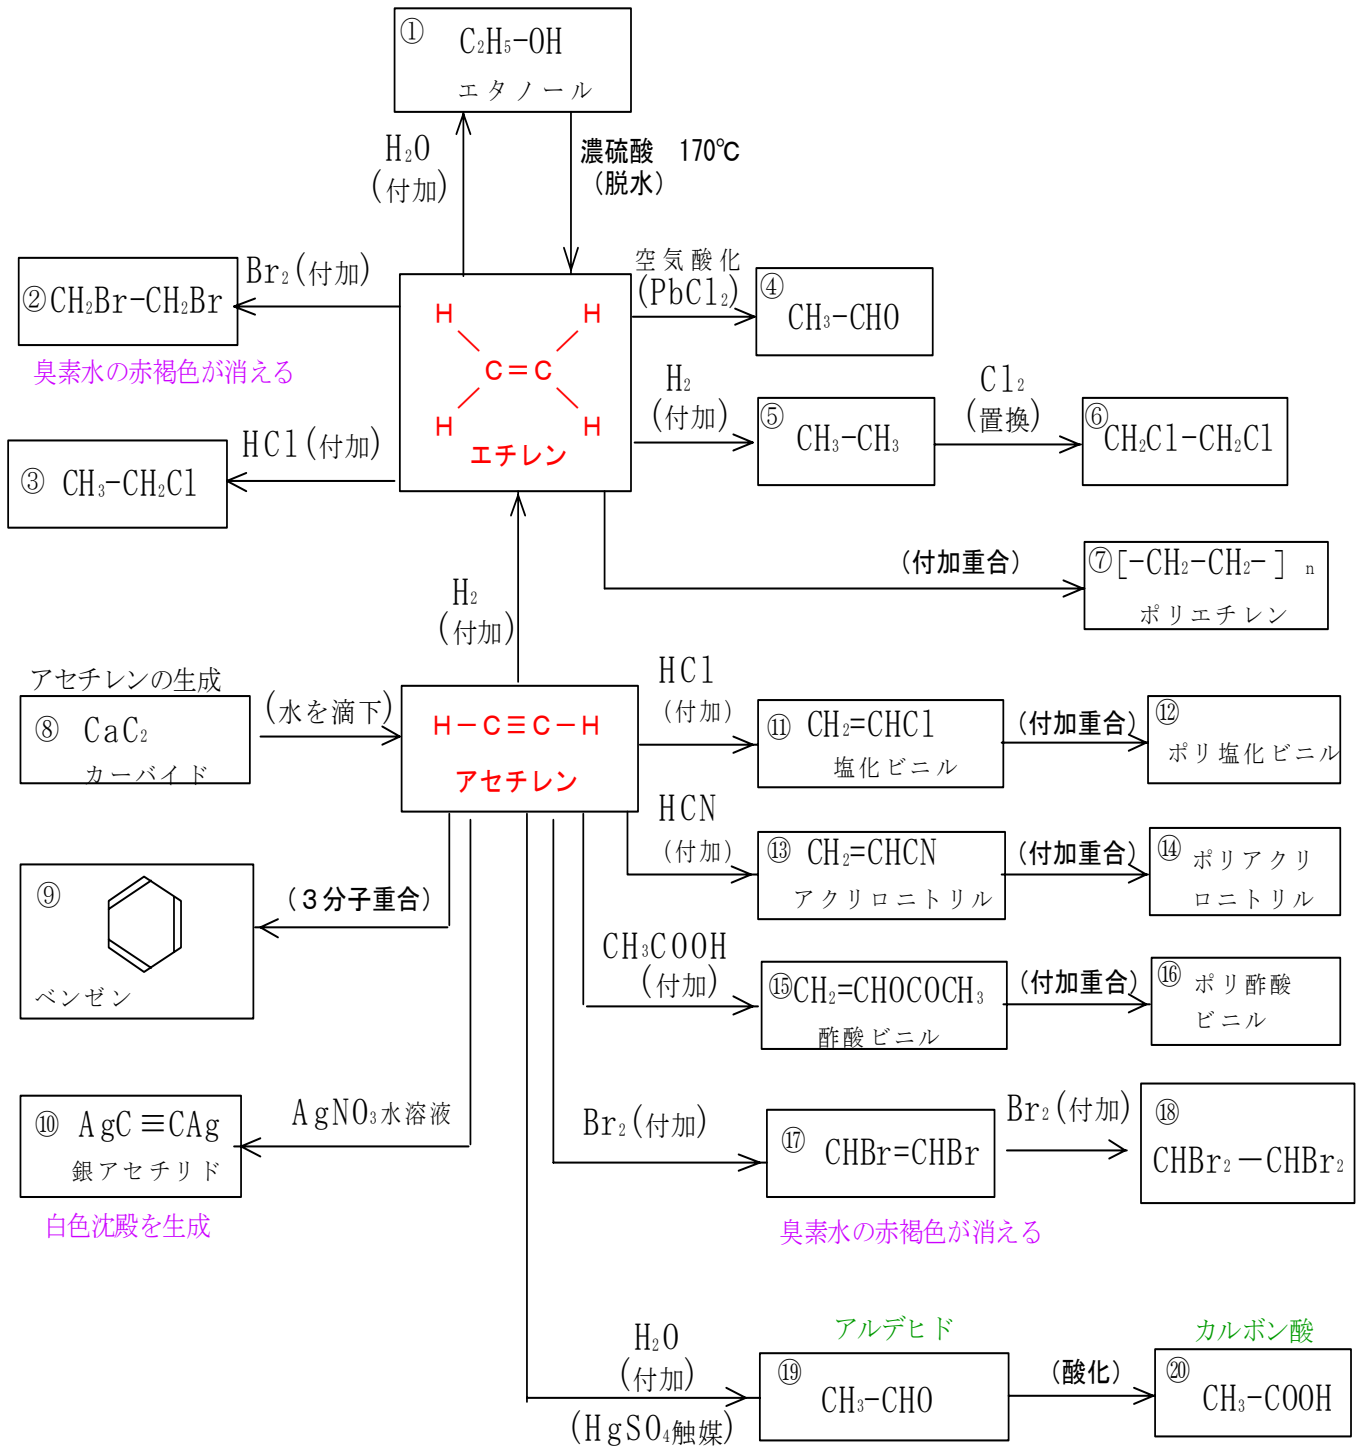 ① C₂H₅-OH
エタノール
H₂O
(付加)
濃硫酸 170℃
(脱水)
Br₂(付加)
②CH₂Br-CH₂Br
臭素水の赤褐色が消える
HCl(付加)
③ CH₃-CH₂Cl
H H
C=C
H H
エチレン
空気酸化
(PbCl₂)
④
CH₃-CHO
H₂
(付加)
⑤
CH₃-CH₃
Cl₂
(置換)
⑥
CH₂Cl-CH₂Cl
(付加重合)
⑦[-CH₂-CH₂-] n
ポリエチレン
H₂
(付加)
アセチレンの生成
⑧ CaC₂
カーバイド
(水を滴下)
H-C≡C-H
アセチレン
HCl
(付加)
⑪ CH₂=CHCl
塩化ビニル
(付加重合)
⑫
ポリ塩化ビニル
HCN
(付加)
⑬ CH₂=CHCN
アクリロニトリル
(付加重合)
⑭ ポリアクリ
ロニトリル
⑨
ベンゼン
(3分子重合)
CH₃COOH
(付加)
⑮CH₂=CHOCOCH₃
酢酸ビニル
(付加重合)
⑯ ポリ酢酸
ビニル
⑩ AgC≡CAg
銀アセチリド
AgNO₃水溶液
白色沈殿を生成
Br₂(付加)
⑰ CHBr=CHBr
臭素水の赤褐色が消える
Br₂(付加)
⑱
CHBr₂-CHBr₂
H₂O
(付加)
(HgSO₄触媒)
アルデヒド
⑲
CH₃-CHO
(酸化)
カルボン酸
⑳
CH₃-COOH